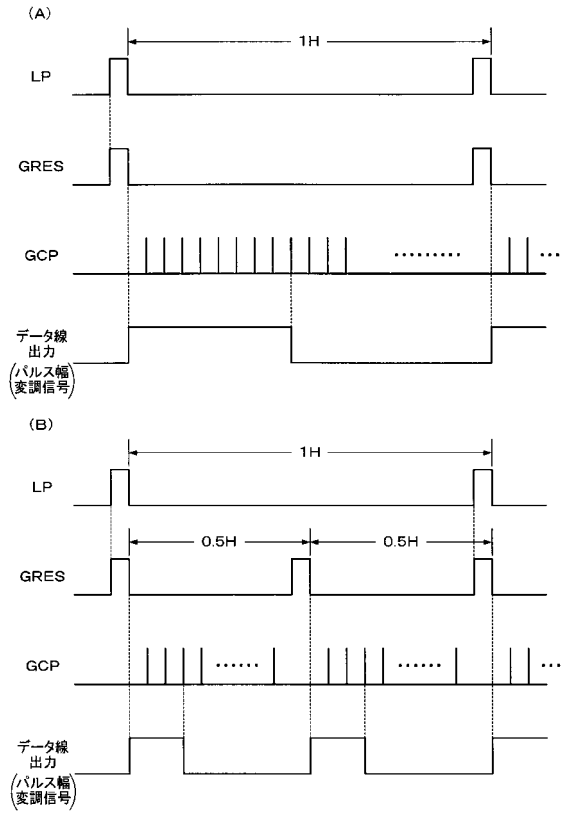 (A)
1H
LP
GRES
GCP
………
…
データ線
出力
(パルス幅
変調信号)
(B)
1H
LP
0.5H
0.5H
GRES
GCP
……
……
…
データ線
出力
(パルス幅
変調信号)